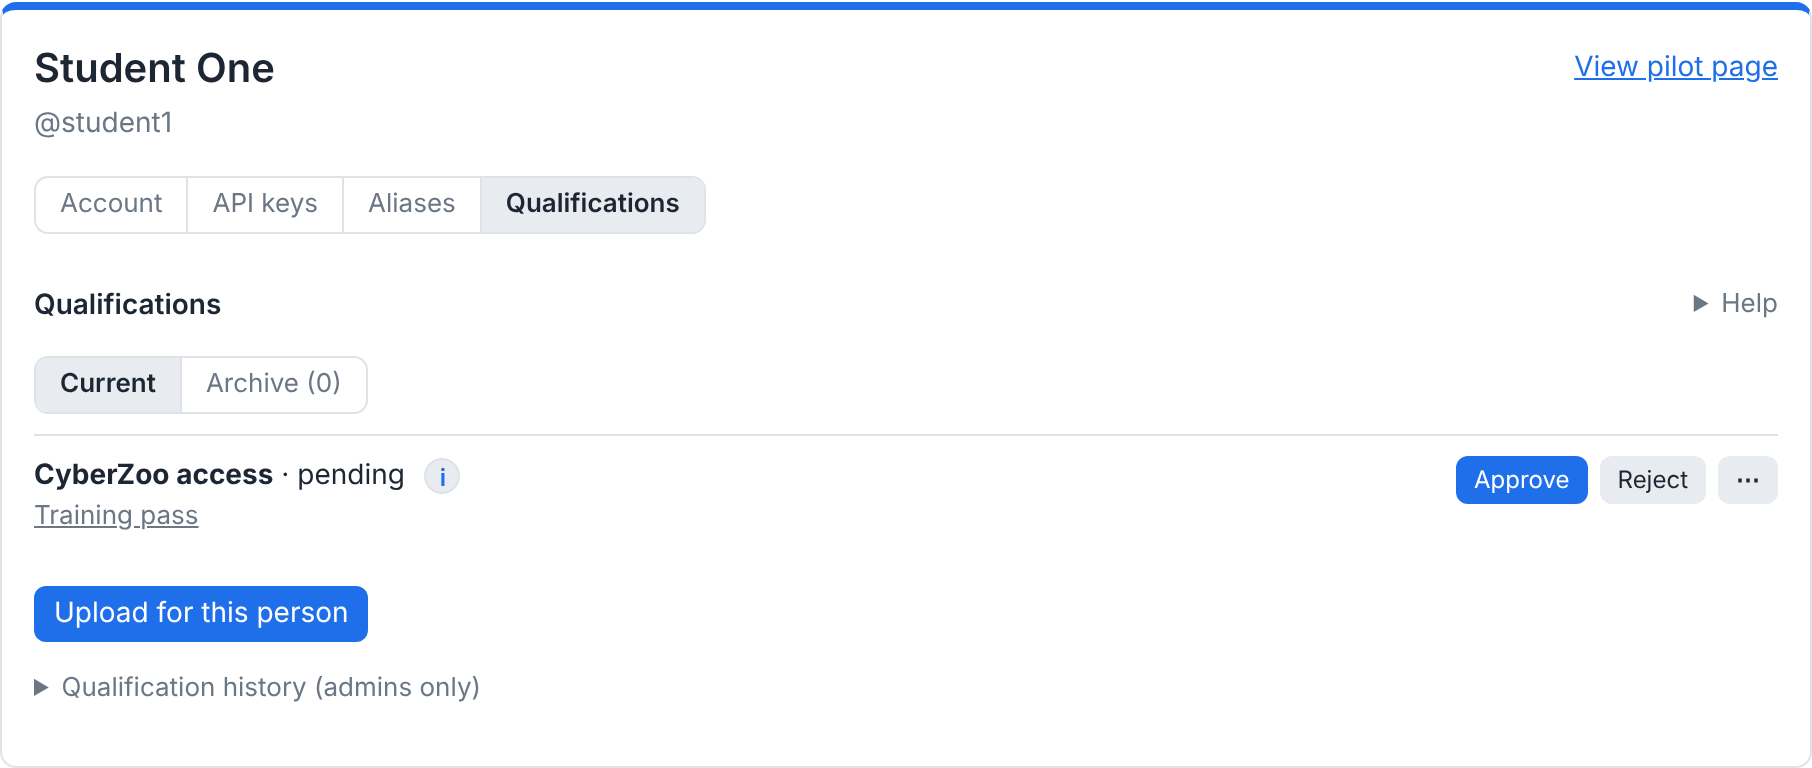 Student One
View pilot page
@student1
Account API keys Aliases Qualifications
Qualifications
▶ Help
Current Archive (0)
CyberZoo access · pending i
Approve Reject ···
Training pass
Upload for this person
▶ Qualification history (admins only)